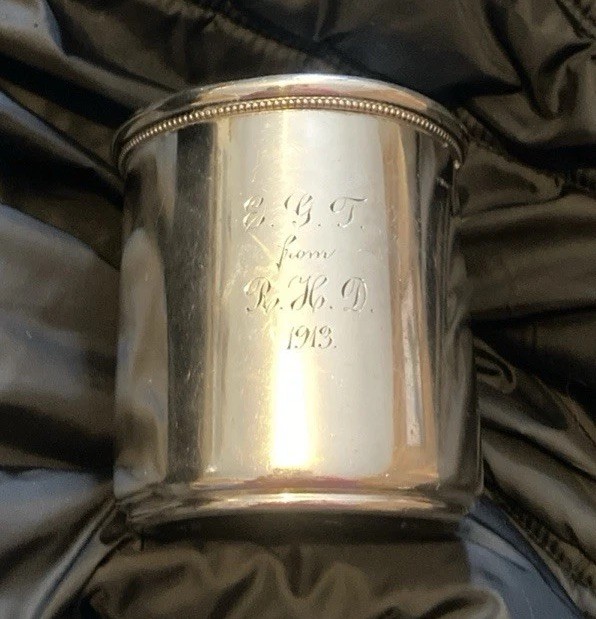 E. G. T.
from
R. H. D.
1913.